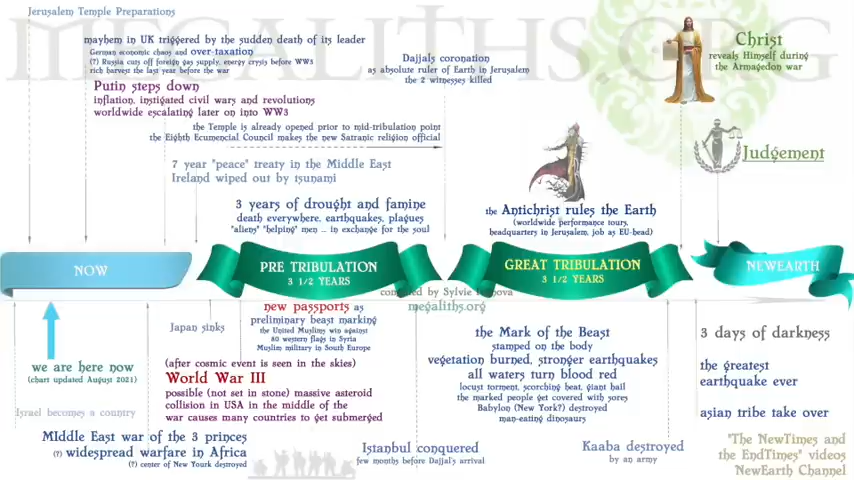 MEGALITHS.ORG
Jerusalem Temple Preparations
mayhem in UK triggered by the sudden death of its leader
German economic chaos and over-taxation
(?) Russia cuts off foreign gas supply, energy crysis before WW3
rich harvest the last year before the war
Putin steps down
inflation, instigated civil wars and revolutions
worldwide escalating later on into WW3
the Temple is already opened prior to mid-tribulation point
the Eighth Ecumencial Council makes the new Satranic religion official
7 year "peace" treaty in the Middle East
Ireland wiped out by tsunami
3 years of drought and famine
death everywhere, earthquakes, plagues
"aliens" "helping" men ... in exchange for the soul
Dajjals coronation
as absolute ruler of Earth in Jerusalem
the 2 witnesses killed
Christ
reveals Himself during
the Armagedon war
Judgement
the Antichrist rules the Earth
(worldwide performance tours,
headquarters in Jerusalem, job as EU-head)
NOW
PRE TRIBULATION
3 1/2 YEARS
GREAT TRIBULATION
3 1/2 YEARS
NEWEARTH
compiled by Sylvie
megaliths.org
we are here now
(chart updated August 2021)
Israel becomes a country
MIddle East war of the 3 princes
(?) widespread warfare in Africa
(?) center of New Yourk destroyed
Japan sinks
new passports as
preliminary beast marking
the United Muslims win against
80 western flags in Syria
Muslim military in South Europe
(after cosmic event is seen in the skies)
World War III
possible (not set in stone) massive asteroid
collision in USA in the middle of the
war causes many countries to get submerged
Istanbul conquered
few months before Dajjal's arrival
the Mark of the Beast
stamped on the body
vegetation burned, stronger earthquakes
all waters turn blood red
locust torment, scorching heat, giant hail
the marked people get covered with sores
Babylon (New York?) destroyed
man-eating dinosaurs
Kaaba destroyed
by an army
3 days of darkness
the greatest
earthquake ever
asian tribe take over
"The NewTimes and
the EndTimes" videos
NewEarth Channel